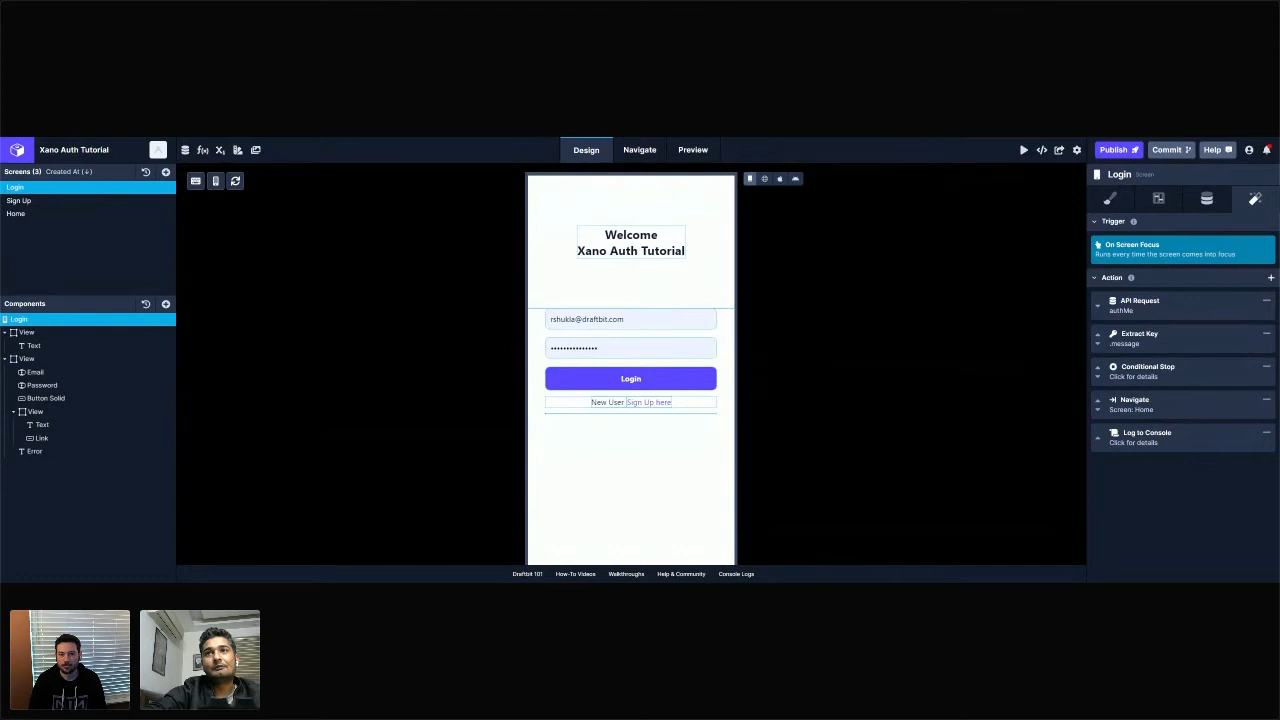 Xano Auth Tutorial
Design
Navigate
Preview
Publish
Commit
Help
Screens (3) Created At (↓)
Login
Sign Up
Home
Components
Login
View
Text
View
Email
Password
Button Solid
View
Text
Link
Error
Welcome
Xano Auth Tutorial
rshukla@draftbit.com
•••••••••••••••
Login
New User Sign Up here
Login Screen
Trigger
On Screen Focus
Runs every time the screen comes into focus
Action
API Request
authMe
Extract Key
.message
Conditional Stop
Click for details
Navigate
Screen: Home
Log to Console
Click for details
Draftbit 101
How-To Videos
Walkthroughs
Help & Community
Console Logs